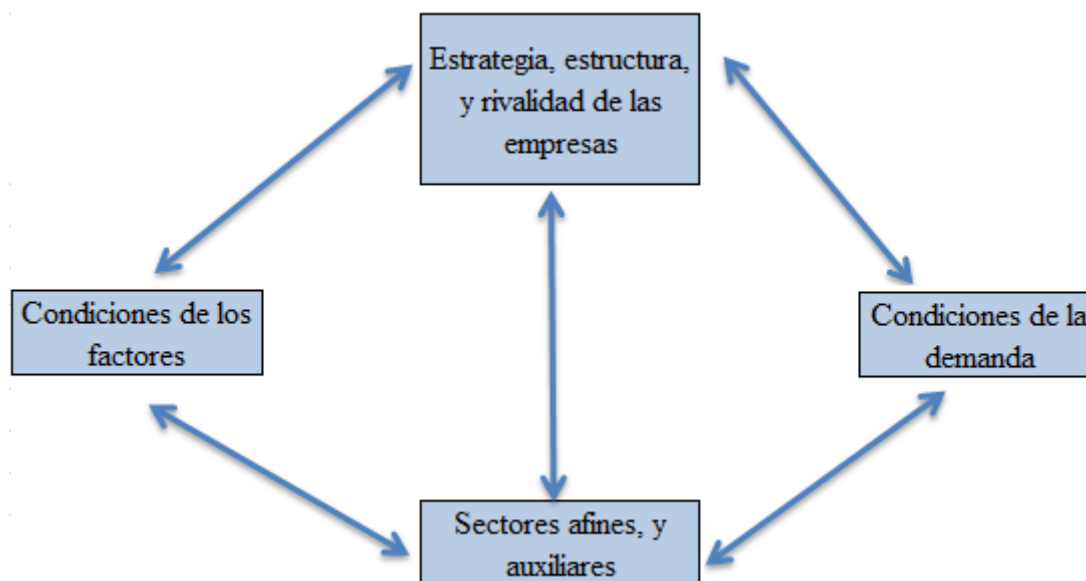 Estrategia, estructura,
y rivalidad de las
empresas
Condiciones de los
factores
Condiciones de la
demanda
Sectores afines, y
auxiliares